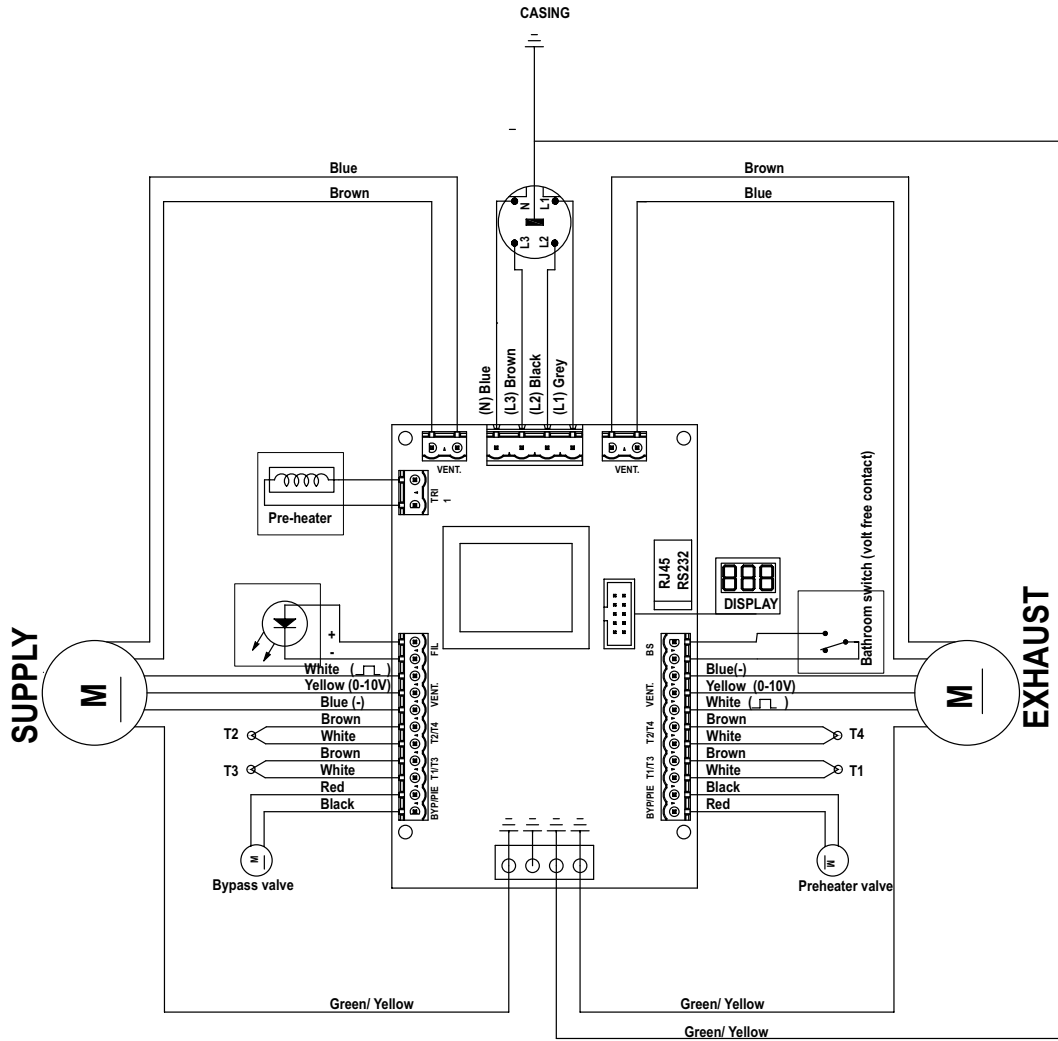 CASING
Blue
Brown
Brown
Blue
N
L1
L3
L2
(N) Blue
(L3) Brown
(L2) Black
(L1) Grey
VENT.
VENT.
TRI
1
Pre-heater
RJ45
RS232
DISPLAY
Bathroom switch (volt free contact)
SUPPLY
M
EXHAUST
M
+
-
FIL
VENT.
T2/T4
T1/T3
BYP/PIE
White ( )
Yellow (0-10V)
Blue (-)
Brown
White
Brown
White
Red
Black
T2
T3
M
Bypass valve
BS
VENT.
T2/T4
T1/T3
BYP/PIE
Blue(-)
Yellow (0-10V)
White ( )
Brown
White
Brown
White
Black
Red
T4
T1
M
Preheater valve
Green/ Yellow
Green/ Yellow
Green/ Yellow